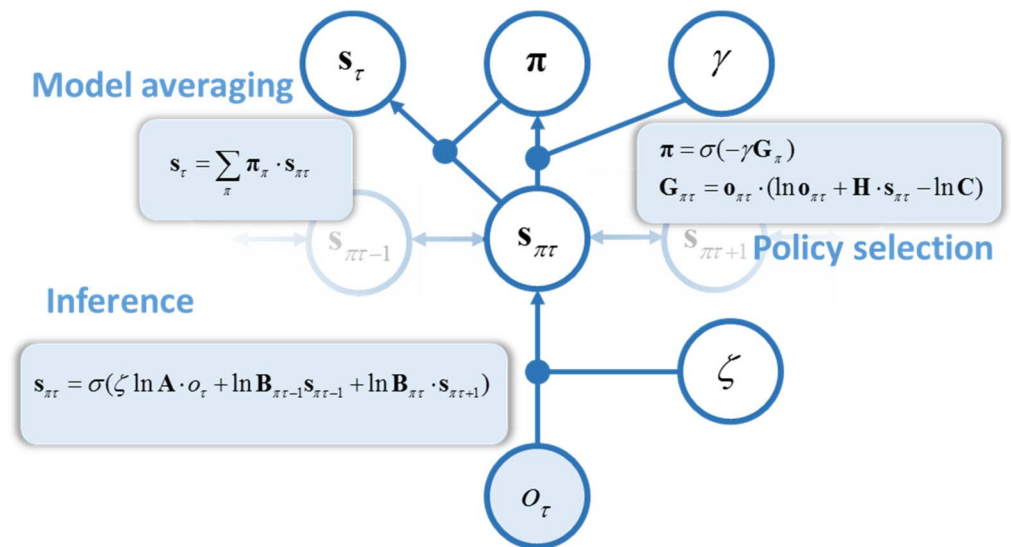 s_τ
π
γ
Model averaging
s_τ = ∑_π π_π · s_πτ
π = σ(−γG_π)
G_πτ = o_πτ · (ln o_πτ + H · s_πτ − ln C)
s_πτ−1
s_πτ
s_πτ+1
Policy selection
Inference
s_πτ = σ(ζ ln A · o_τ + ln B_πτ−1 s_πτ−1 + ln B_πτ · s_πτ+1)
ζ
o_τ